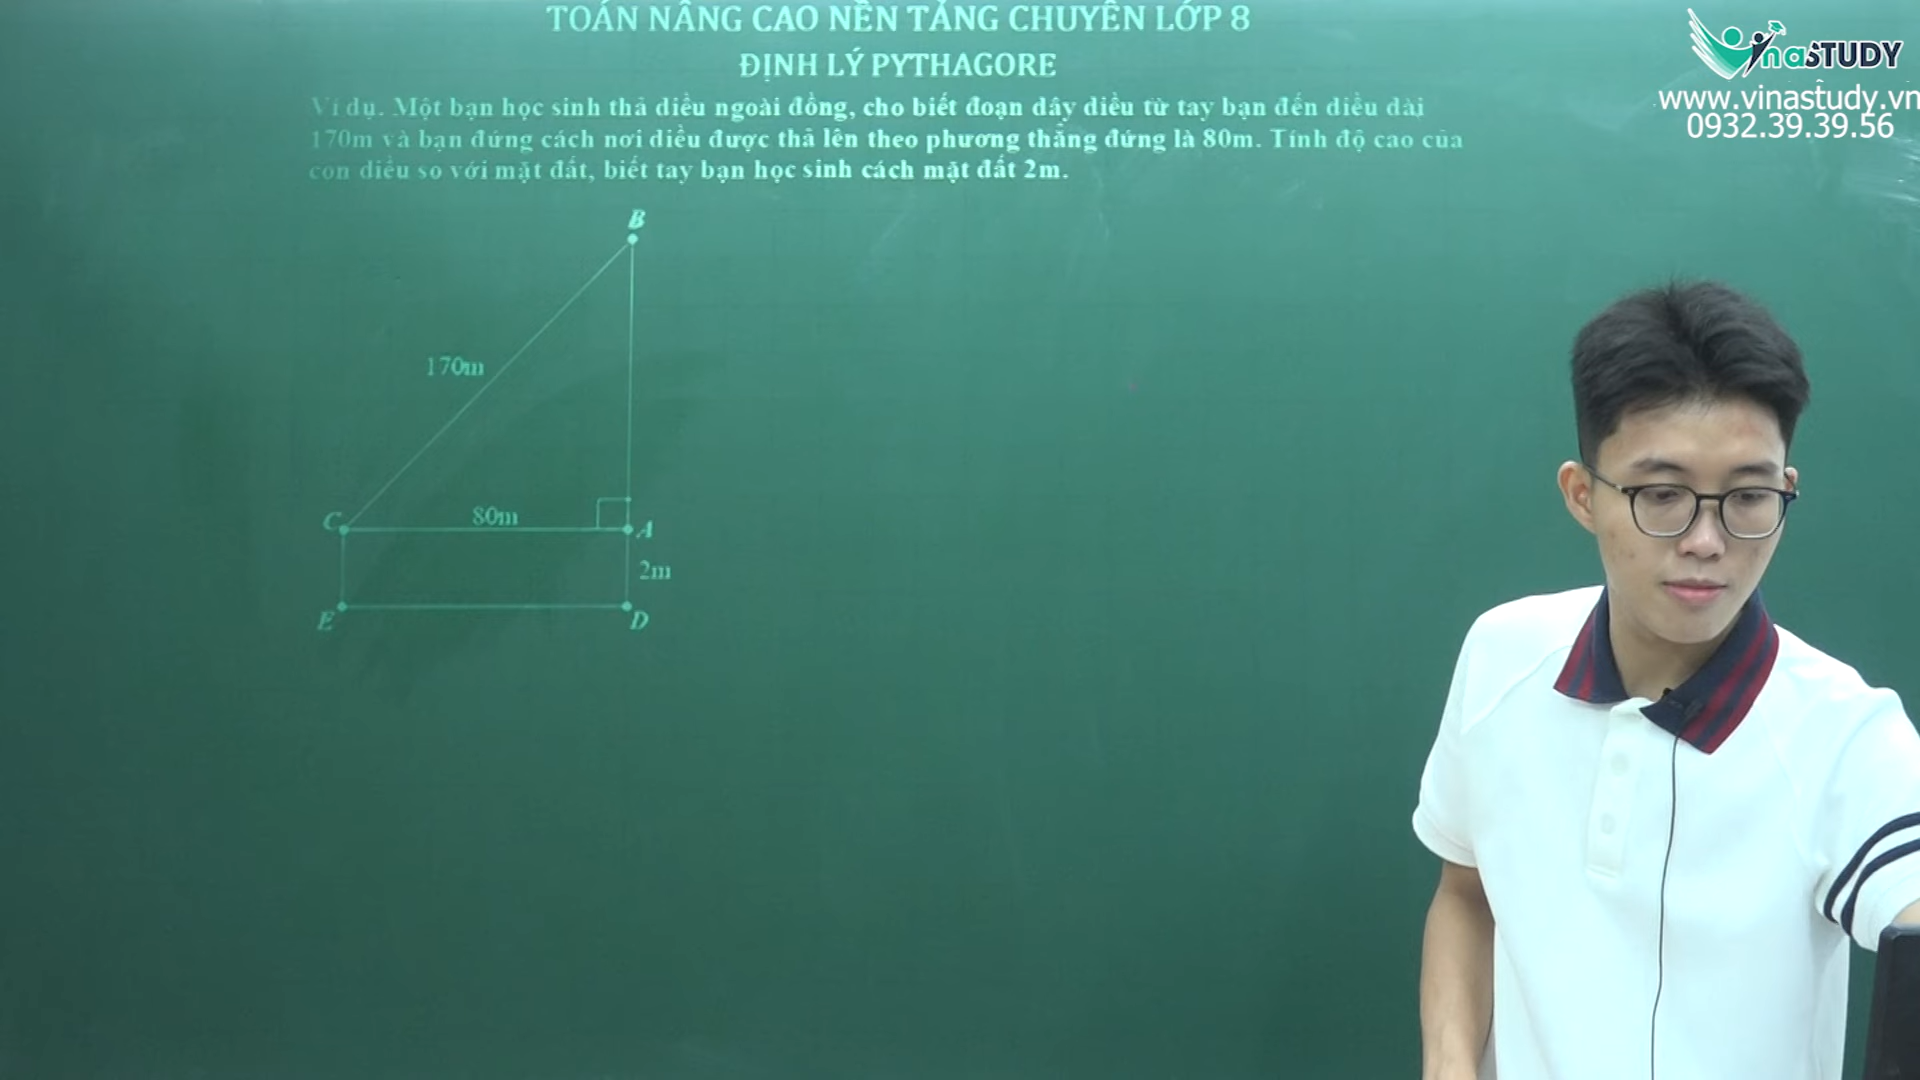 TOÁN NÂNG CAO NỀN TẢNG CHUYÊN LỚP 8
ĐỊNH LÝ PYTHAGORE
Ví dụ. Một bạn học sinh thả diều ngoài đồng, cho biết đoạn dây diều từ tay bạn đến diều dài
170m và bạn đứng cách nơi diều được thả lên theo phương thẳng đứng là 80m. Tính độ cao của
con diều so với mặt đất, biết tay bạn học sinh cách mặt đất 2m.
VinaSTUDY
www.vinastudy.vn
0932.39.39.56
B
170m
C
80m
A
2m
E
D